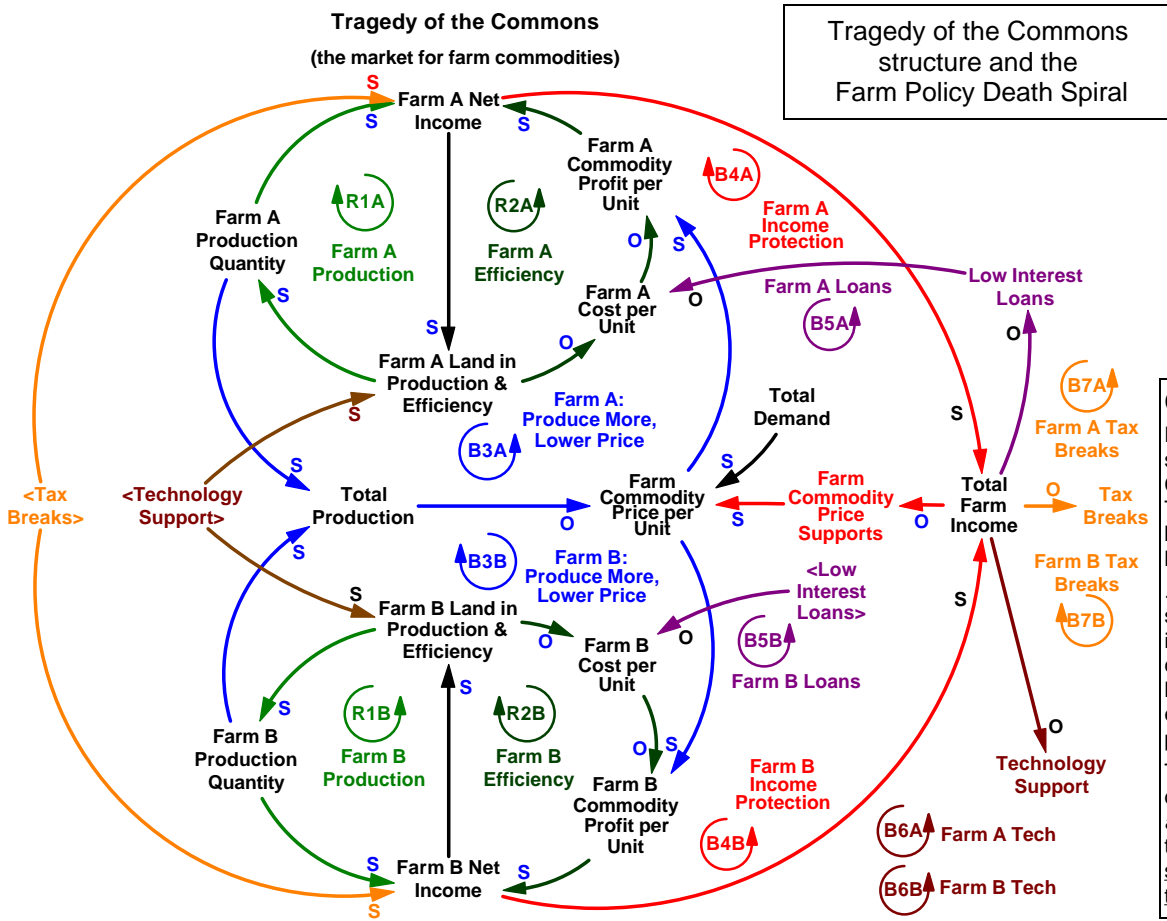 Tragedy of the Commons
(the market for farm commodities)
Tragedy of the Commons
structure and the
Farm Policy Death Spiral
S
Farm A Net
Income
S
S
Farm A
Commodity
Profit per
Unit
B4A
Farm A
Income
Protection
R1A
Farm A
Production
R2A
Farm A
Efficiency
Farm A
Production
Quantity
O
S
Farm A
Cost per
Unit
Farm A Loans
B5A
O
Low Interest
Loans
O
S
S
O
Farm A Land in
Production &
Efficiency
S
Farm A:
Produce More,
Lower Price
B3A
Total
Demand
S
S
B7A
Farm A Tax
Breaks
S
<Tax
Breaks>
<Technology
Support>
Total
Production
O
Farm
Commodity
Price per
Unit
S
Farm
Commodity
Price
Supports
O
Total
Farm
Income
O
Tax
Breaks
S
B3B
Farm B:
Produce More,
Lower Price
<Low
Interest
Loans>
Farm B Tax
Breaks
B7B
S
S
Farm B Land in
Production &
Efficiency
O
Farm B
Cost per
Unit
O
B5B
Farm B Loans
S
S
R1B
Farm B
Production
R2B
Farm B
Efficiency
Farm B
Production
Quantity
O
S
Farm B
Commodity
Profit per
Unit
Farm B
Income
Protection
B4B
O
Technology
Support
B6A
Farm A Tech
B6B
Farm B Tech
S
S
Farm B Net
Income
S